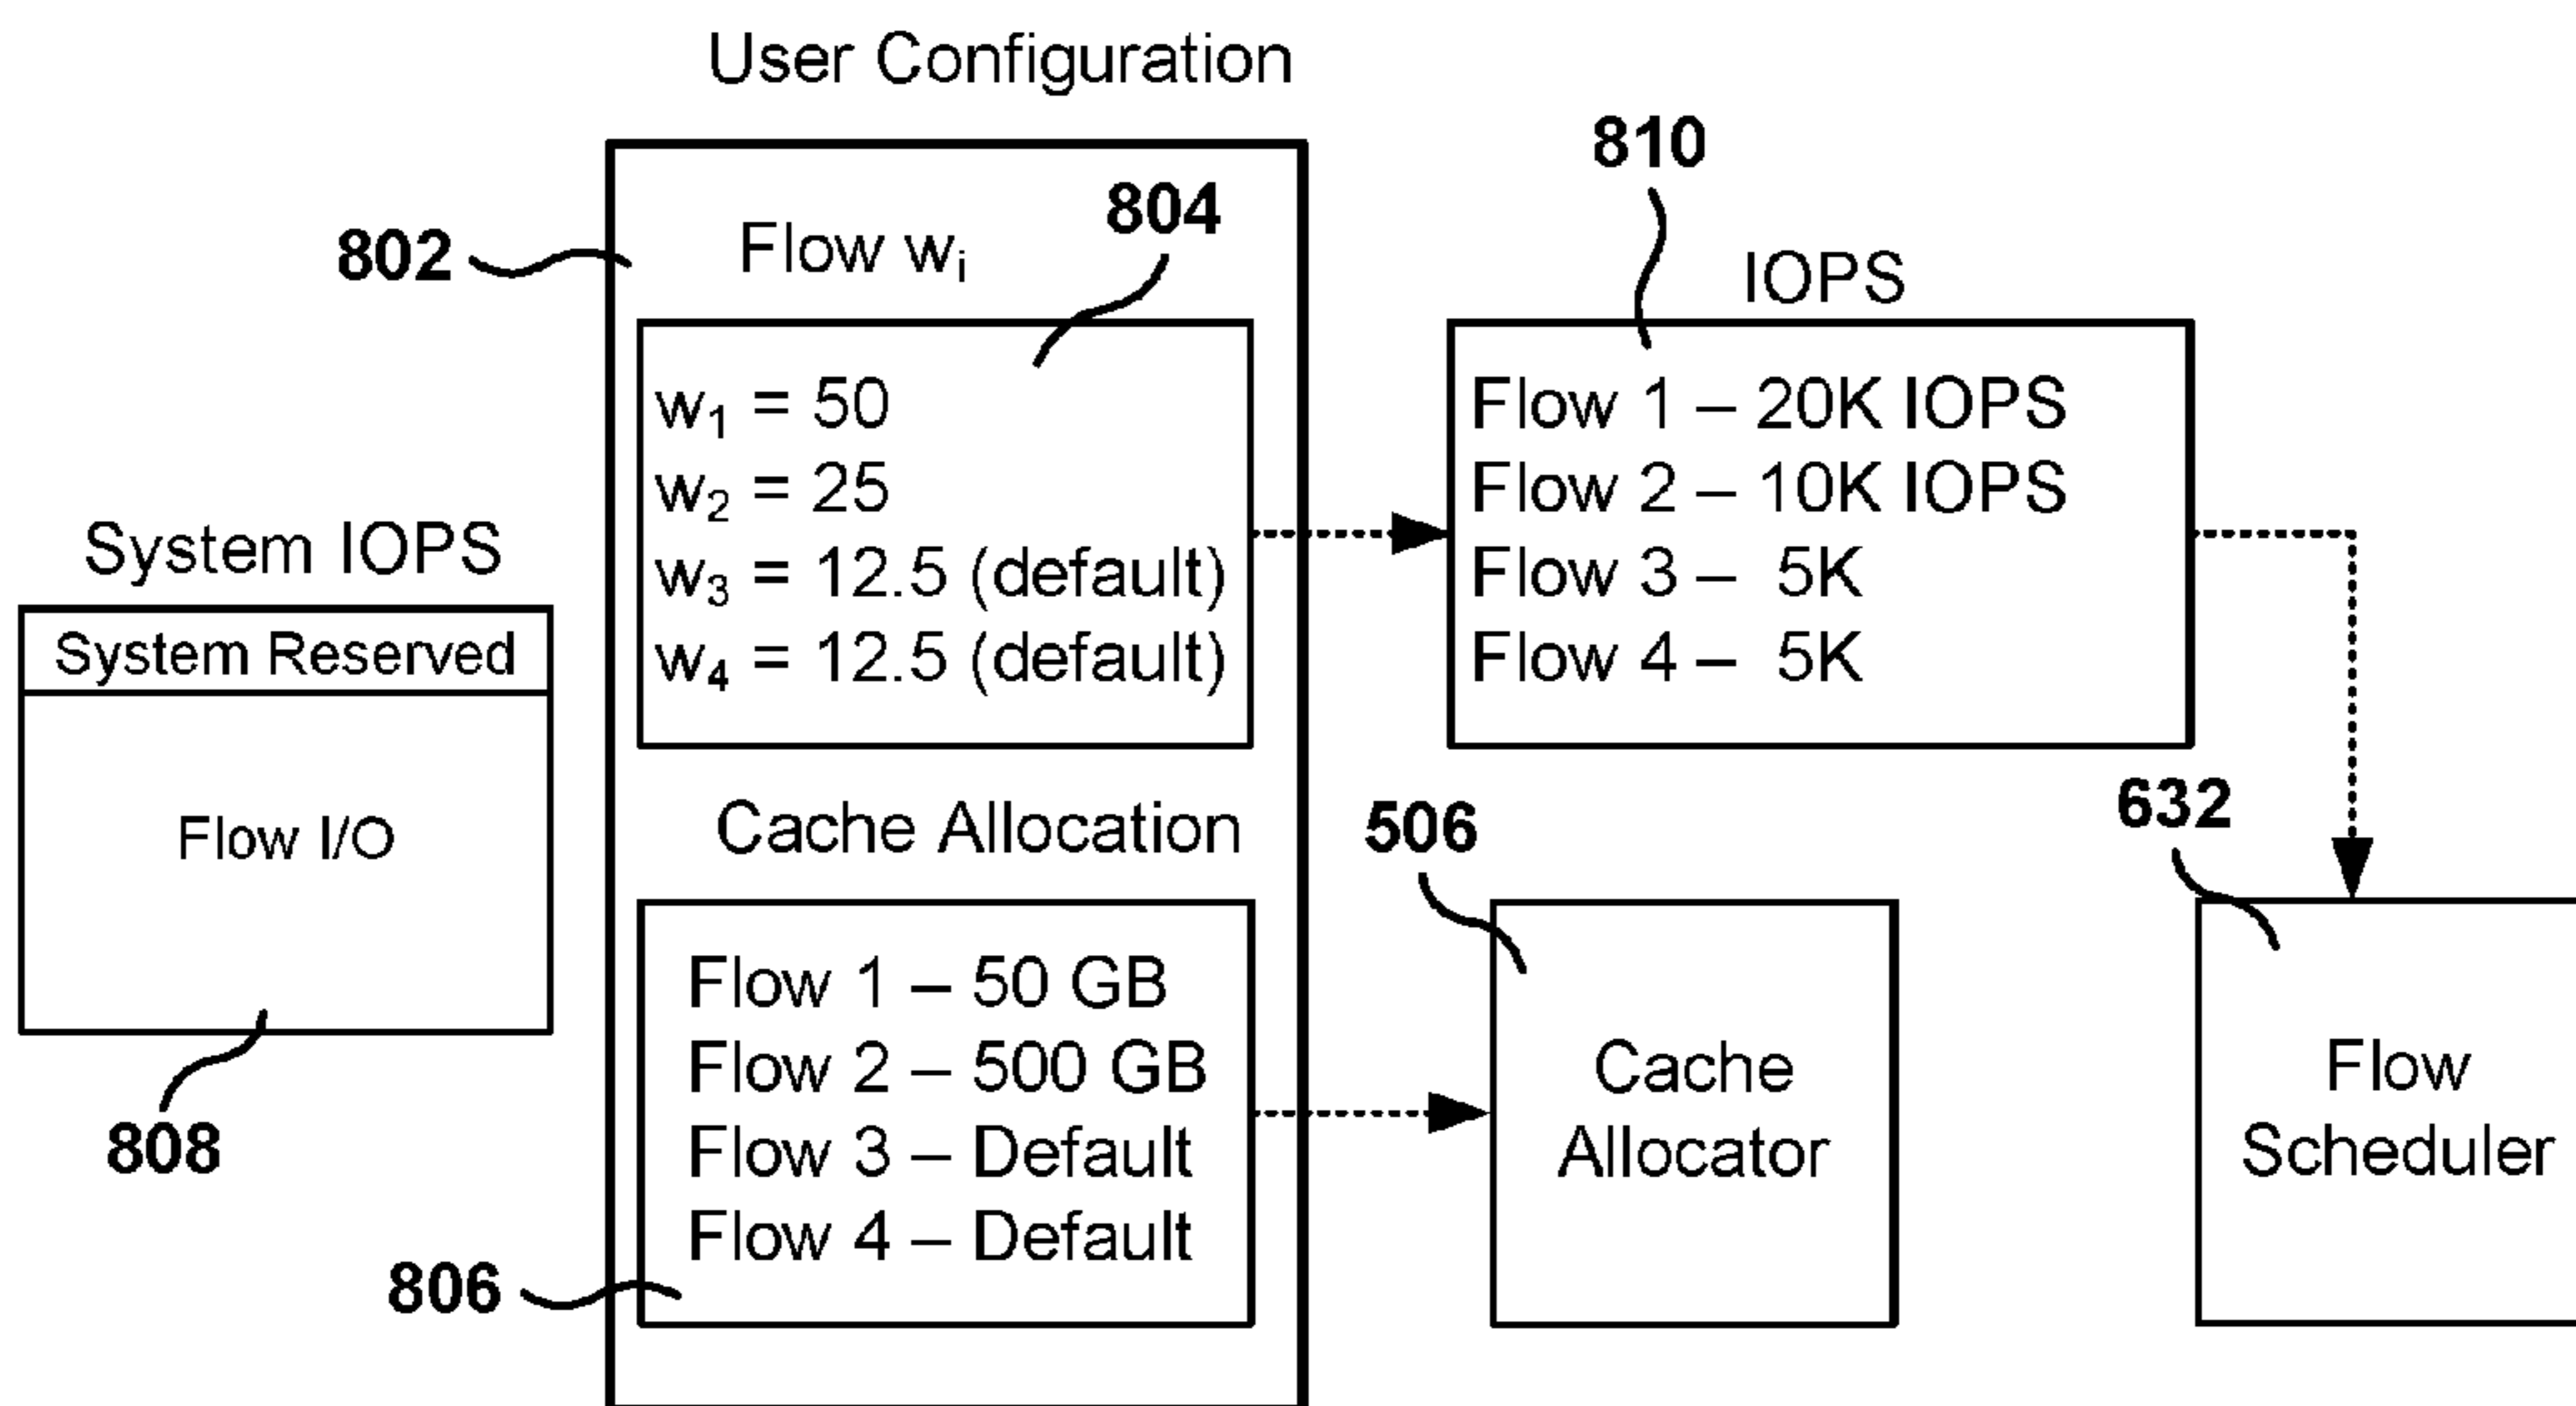 User Configuration
802
Flow wᵢ
804
w₁ = 50
w₂ = 25
w₃ = 12.5 (default)
w₄ = 12.5 (default)
810
IOPS
Flow 1 – 20K IOPS
Flow 2 – 10K IOPS
Flow 3 – 5K
Flow 4 – 5K
System IOPS
System Reserved
Flow I/O
808
Cache Allocation
Flow 1 – 50 GB
Flow 2 – 500 GB
Flow 3 – Default
Flow 4 – Default
806
506
Cache
Allocator
632
Flow
Scheduler